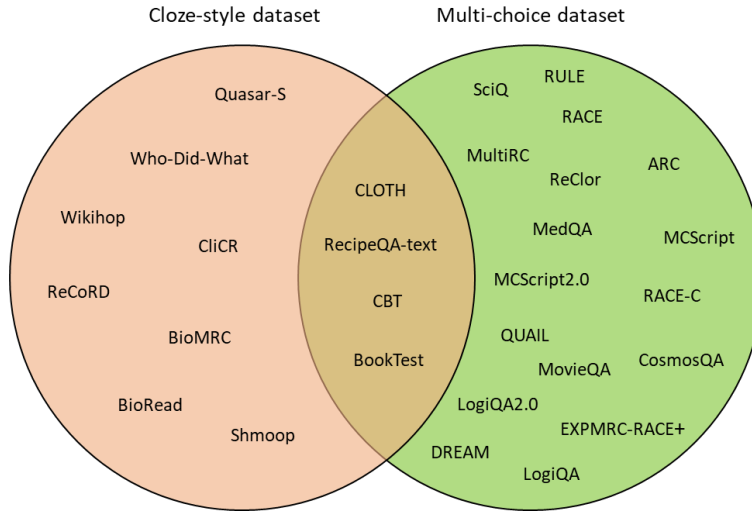 Cloze-style dataset
Multi-choice dataset
Quasar-S
Who-Did-What
Wikihop
CliCR
ReCoRD
BioMRC
BioRead
Shmoop
CLOTH
RecipeQA-text
CBT
BookTest
SciQ
RULE
RACE
MultiRC
ReClor
ARC
MedQA
MCScript
MCScript2.0
RACE-C
QUAIL
MovieQA
CosmosQA
LogiQA2.0
EXPMRC-RACE+
DREAM
LogiQA